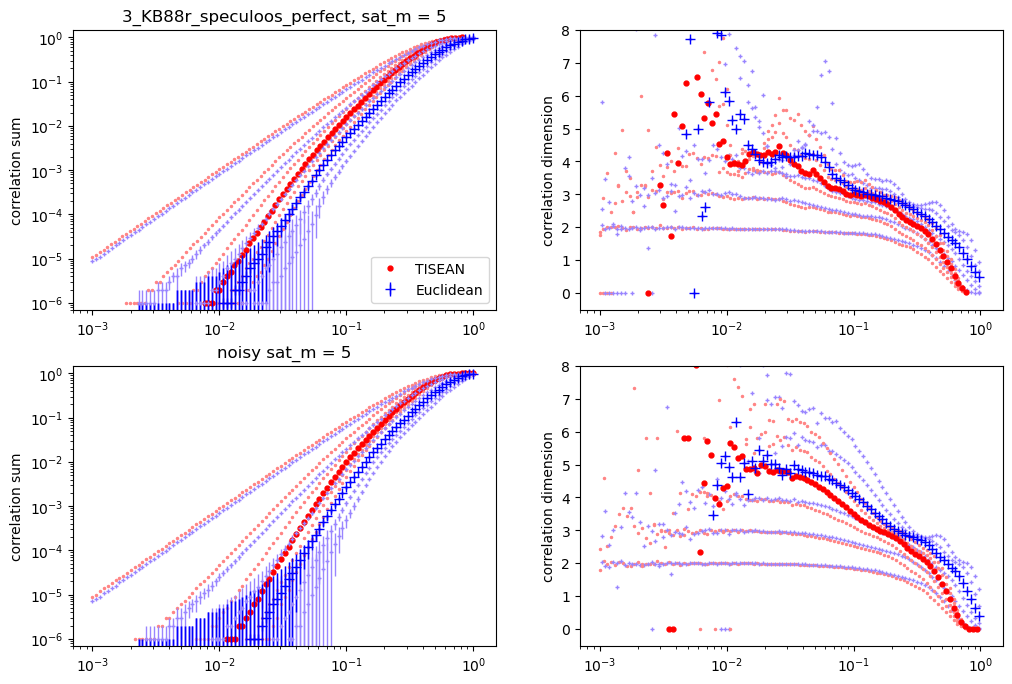 3_KB88r_speculoos_perfect, sat_m = 5
correlation sum
10⁰
10⁻¹
10⁻²
10⁻³
10⁻⁴
10⁻⁵
10⁻⁶
TISEAN
Euclidean
10⁻³ 10⁻² 10⁻¹ 10⁰
correlation dimension
8
7
6
5
4
3
2
1
0
10⁻³ 10⁻² 10⁻¹ 10⁰
noisy sat_m = 5
correlation sum
10⁰
10⁻¹
10⁻²
10⁻³
10⁻⁴
10⁻⁵
10⁻⁶
10⁻³ 10⁻² 10⁻¹ 10⁰
correlation dimension
8
7
6
5
4
3
2
1
0
10⁻³ 10⁻² 10⁻¹ 10⁰